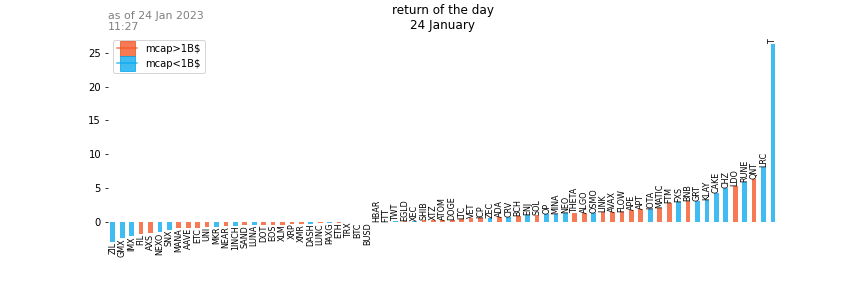 as of 24 Jan 2023
11:27
return of the day
24 January
mcap>1B$
mcap<1B$
25
20
15
10
5
0
ZIL
GMX
IMX
FIL
AXS
NEXO
SNX
MANA
AAVE
ETC
UNI
MKR
NEAR
1INCH
SAND
LUNA
DOT
EOS
XLM
XRP
XMR
DASH
LUNC
PAXG
ETH
TRX
BTC
BUSD
HBAR
FTT
TWT
EGLD
XEC
SHIB
XTZ
ATOM
DOGE
LTC
VET
ICP
ZEC
ADA
CRV
BCH
ENJ
SOL
OP
MINA
NEO
THETA
ALGO
OSMO
LINK
AVAX
FLOW
APE
APT
IOTA
MATIC
FTM
FXS
BNB
GRT
KLAY
CAKE
CHZ
LDO
RUNE
QNT
LRC
T